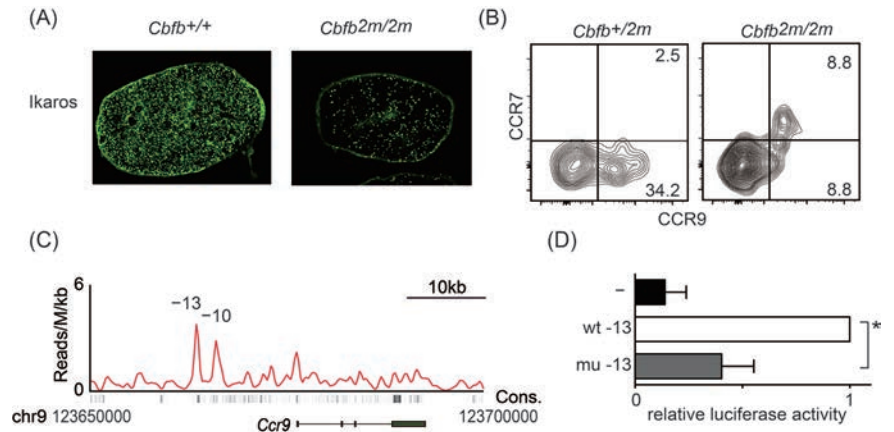 (A)
Cbfb+/+
Cbfb2m/2m
Ikaros
(B)
Cbfb+/2m
Cbfb2m/2m
2.5
34.2
8.8
8.8
CCR7
CCR9
(C)
6
0
Reads/M/kb
−13
−10
10kb
Cons.
chr9
123650000
123700000
Ccr9
(D)
−
wt -13
mu -13
*
0
1
relative luciferase activity